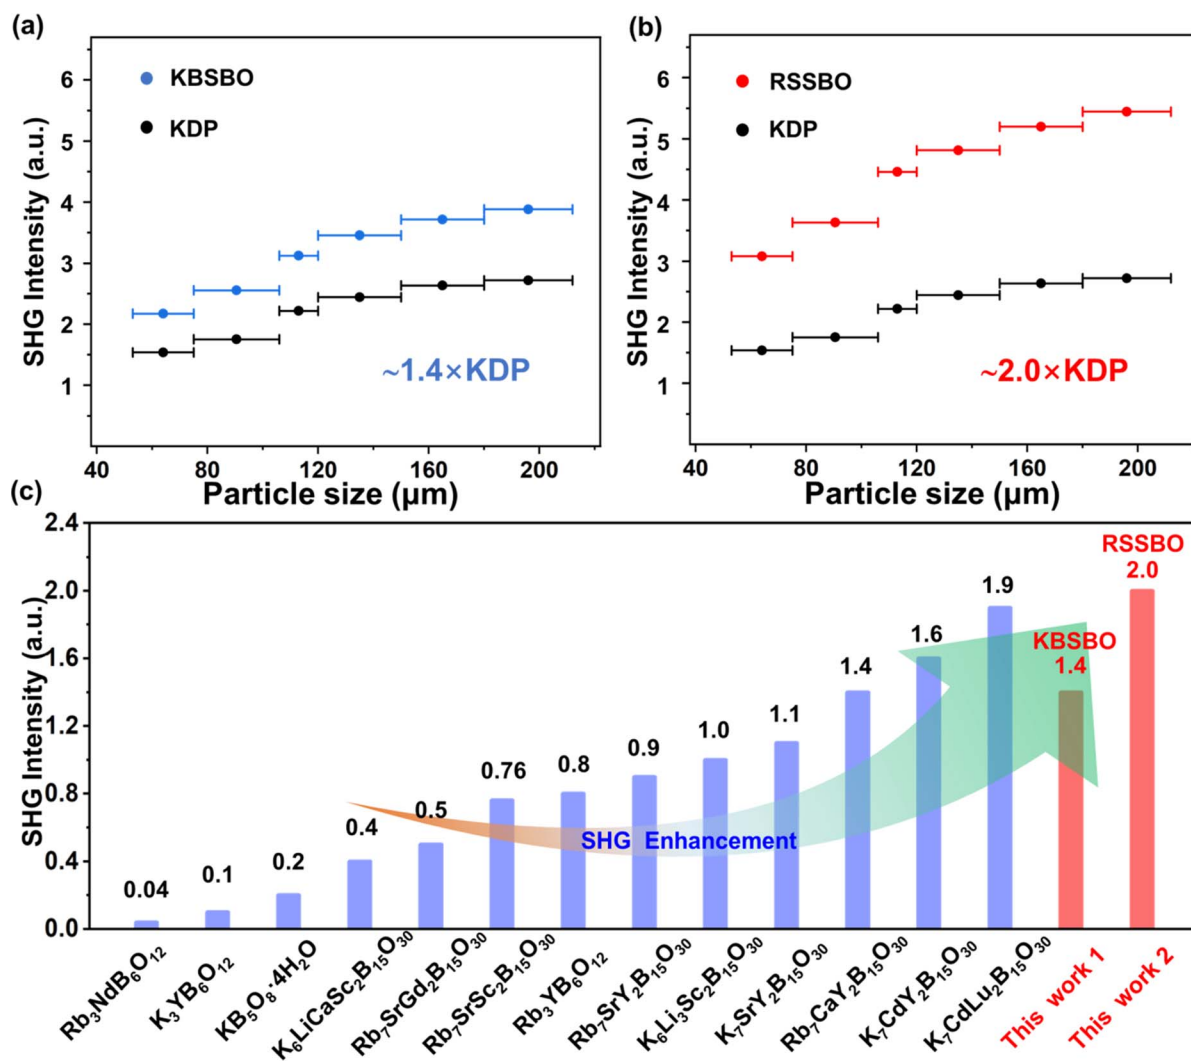 (a)
6
5
4
3
2
1
SHG Intensity (a.u.)
KBSBO
KDP
~1.4×KDP
40 80 120 160 200
Particle size (μm)
(b)
6
5
4
3
2
1
SHG Intensity (a.u.)
RSSBO
KDP
~2.0×KDP
40 80 120 160 200
Particle size (μm)
(c)
2.4
2.0
1.6
1.2
0.8
0.4
0.0
SHG Intensity (a.u.)
0.04
0.1
0.2
0.4
0.5
0.76
0.8
0.9
1.0
1.1
1.4
1.6
1.9
KBSBO
1.4
RSSBO
2.0
SHG Enhancement
Rb₃NdB₆O₁₂
K₃YB₆O₁₂
KB₅O₈·4H₂O
K₆LiCaSc₂B₁₅O₃₀
Rb₇SrGd₂B₁₅O₃₀
Rb₇SrSc₂B₁₅O₃₀
Rb₃YB₆O₁₂
Rb₇SrY₂B₁₅O₃₀
K₆Li₃Sc₂B₁₅O₃₀
K₇SrY₂B₁₅O₃₀
Rb₇CaY₂B₁₅O₃₀
K₇CdY₂B₁₅O₃₀
K₇CdLu₂B₁₅O₃₀
This work 1
This work 2